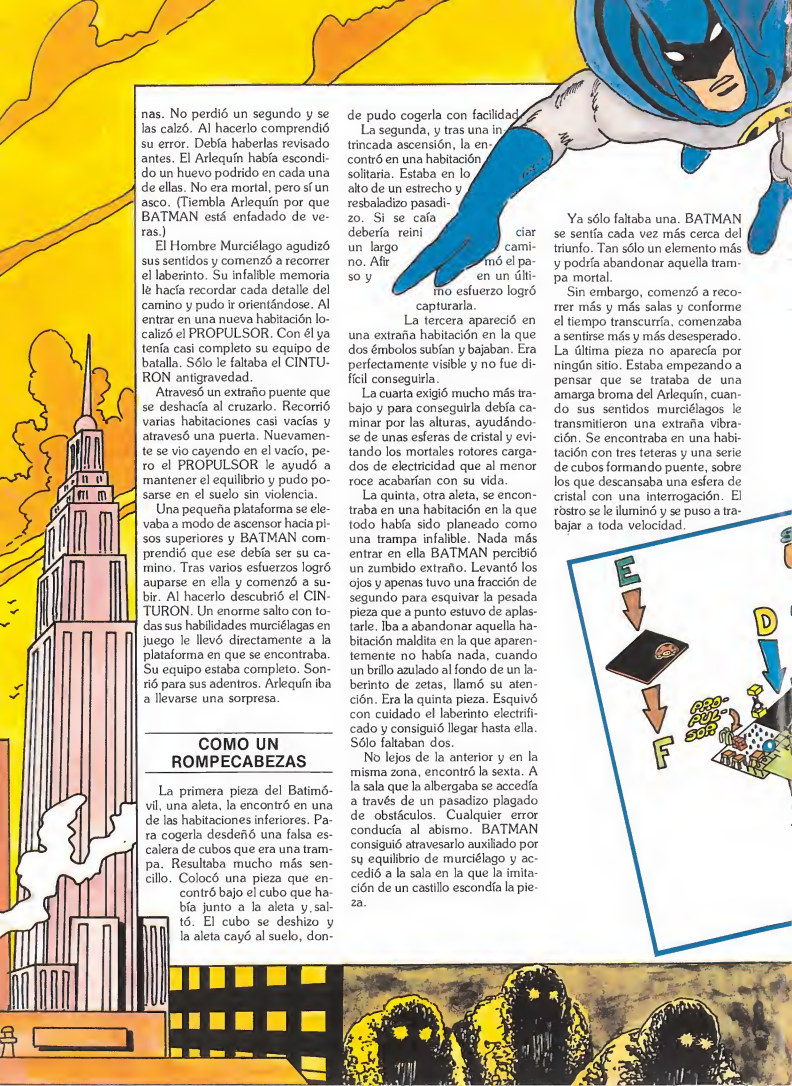 nas. No perdió un segundo y se
las calzó. Al hacerlo comprendió
su error. Debía haberlas revisado
antes. El Arlequín había escondi-
do un huevo podrido en cada una
de ellas. No era mortal, pero sí un
asco. (Tiembla Arlequín por que
BATMAN está enfadado de ve-
ras.)
El Hombre Murciélago agudizó
sus sentidos y comenzó a recorrer
el laberinto. Su infalible memoria
le hacía recordar cada detalle del
camino y pudo ir orientándose. Al
entrar en una nueva habitación lo-
calizó el PROPULSOR. Con él ya
tenía casi completo su equipo de
batalla. Sólo le faltaba el CINTU-
RON antigravedad.
Atravesó un extraño puente que
se deshacía al cruzarlo. Recorrió
varias habitaciones casi vacías y
atravesó una puerta. Nuevamen-
te se vio cayendo en el vacío, pe-
ro el PROPULSOR le ayudó a
mantener el equilibrio y pudo po-
sarse en el suelo sin violencia.
Una pequeña plataforma se ele-
vaba a modo de ascensor hacia pi-
sos superiores y BATMAN com-
prendió que ese debía ser su ca-
mino. Tras varios esfuerzos logró
auparse en ella y comenzó a su-
bir. Al hacerlo descubrió el CIN-
TURON. Un enorme salto con to-
das sus habilidades murciélagas en
juego le llevó directamente a la
plataforma en que se encontraba.
Su equipo estaba completo. Son-
rió para sus adentros. Arlequín iba
a llevarse una sorpresa.
COMO UN
ROMPECABEZAS
La primera pieza del Batimó-
vil, una aleta, la encontró en una
de las habitaciones inferiores. Pa-
ra cogerla desdeñó una falsa es-
calera de cubos que era una tram-
pa. Resultaba mucho más sen-
cillo. Colocó una pieza que en-
contró bajo el cubo que ha-
bía junto a la aleta y sal-
tó. El cubo se deshizo y
la aleta cayó al suelo, don-
de pudo cogerla con facilidad
La segunda, y tras una in
trincada ascensión, la en-
contró en una habitación
solitaria. Estaba en lo
alto de un estrecho y
resbaladizo pasadi-
zo. Si se caía
debería reini ciar
un largo cami-
no. Afir mó el pa-
so y en un últi-
mo esfuerzo logró
capturarla.
La tercera apareció en
una extraña habitación en la que
dos émbolos subían y bajaban. Era
perfectamente visible y no fue di-
fícil conseguirla.
La cuarta exigió mucho más tra-
bajo y para conseguirla debía ca-
minar por las alturas, ayudándo-
se de unas esferas de cristal y evi-
tando los mortales rotores carga-
dos de electricidad que al menor
roce acabarían con su vida.
La quinta, otra aleta, se encon-
traba en una habitación en la que
todo había sido planeado como
una trampa infalible. Nada más
entrar en ella BATMAN percibió
un zumbido extraño. Levantó los
ojos y apenas tuvo una fracción de
segundo para esquivar la pesada
pieza que a punto estuvo de aplas-
tarle. Iba a abandonar aquella ha-
bitación maldita en la que aparen-
temente no había nada, cuando
un brillo azulado al fondo de un la-
berinto de zetas, llamó su aten-
ción. Era la quinta pieza. Esquivó
con cuidado el laberinto electrifi-
cado y consiguió llegar hasta ella.
Sólo faltaban dos.
No lejos de la anterior y en la
misma zona, encontró la sexta. A
la sala que la albergaba se accedía
a través de un pasadizo plagado
de obstáculos. Cualquier error
conducía al abismo. BATMAN
consiguió atravesarlo auxiliado por
su equilibrio de murciélago y ac-
cedió a la sala en la que la imita-
ción de un castillo escondía la pie-
za.
Ya sólo faltaba una. BATMAN
se sentía cada vez más cerca del
triunfo. Tan sólo un elemento más
y podría abandonar aquella tram-
pa mortal.
Sin embargo, comenzó a reco-
rrer más y más salas y conforme
el tiempo transcurría, comenzaba
a sentirse más y más desesperado.
La última pieza no aparecía por
ningún sitio. Estaba empezando a
pensar que se trataba de una
amarga broma del Arlequín, cuan-
do sus sentidos murciélagos le
transmitieron una extraña vibra-
ción. Se encontraba en una habi-
tación con tres teteras y una serie
de cubos formando puente, sobre
los que descansaba una esfera de
cristal con una interrogación. El
rostro se le iluminó y se puso a tra-
bajar a toda velocidad.
E
D
PRO-
PUL-
SOR
F